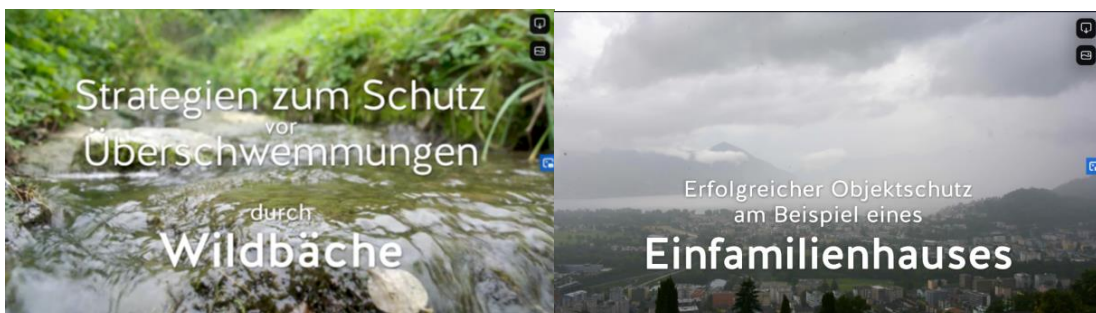 Strategien zum Schutz
vor
Überschwemmungen
durch
Wildbäche
Erfolgreicher Objektschutz
am Beispiel eines
Einfamilienhauses